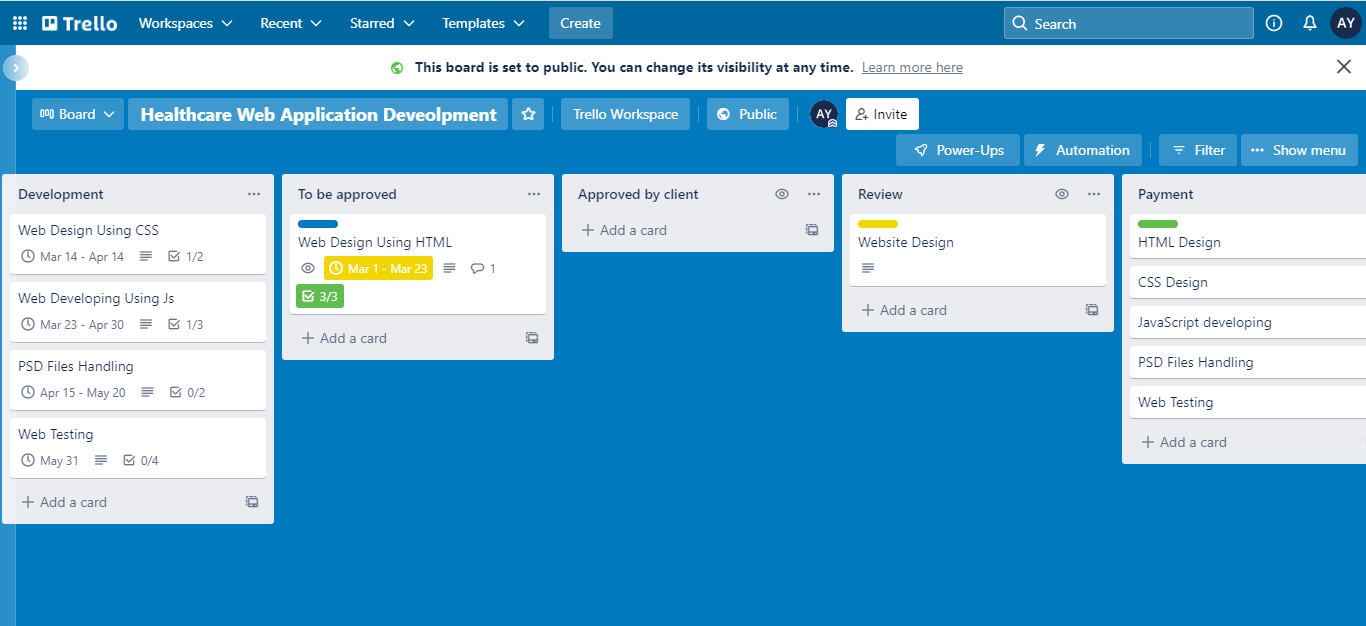 Trello Workspaces Recent Starred Templates Create Search AY
This board is set to public. You can change its visibility at any time. Learn more here
Board Healthcare Web Application Deveolpment Trello Workspace Public AY Invite
Power-Ups Automation Filter Show menu
Development
Web Design Using CSS
Mar 14 - Apr 14 1/2
Web Developing Using Js
Mar 23 - Apr 30 1/3
PSD Files Handling
Apr 15 - May 20 0/2
Web Testing
May 31 0/4
Add a card
To be approved
Web Design Using HTML
Mar 1 - Mar 23 1
3/3
Add a card
Approved by client
Add a card
Review
Website Design
Add a card
Payment
HTML Design
CSS Design
JavaScript developing
PSD Files Handling
Web Testing
Add a card